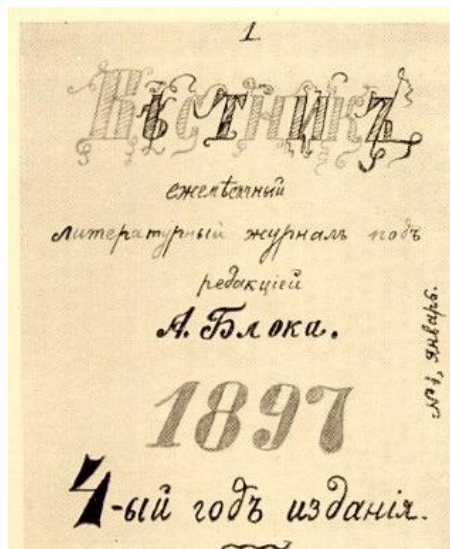 1.
Вѣстникъ
ежемѣсячный
литературный журналъ подъ
редакціей
А. Блока.
1897
4-ый годъ изданія.
№ 1, январь.